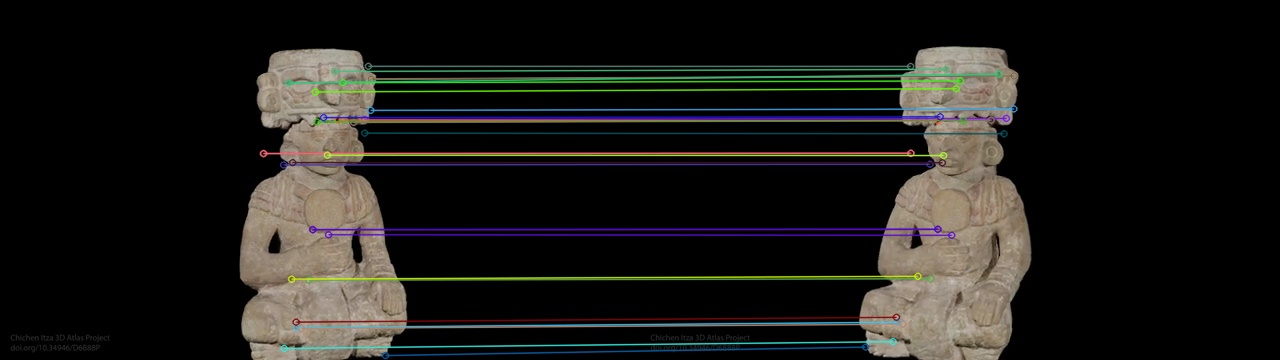 Chichen Itza 3D Atlas Project
doi.org/10.34946/D6888P
Chichen Itza 3D Atlas Project